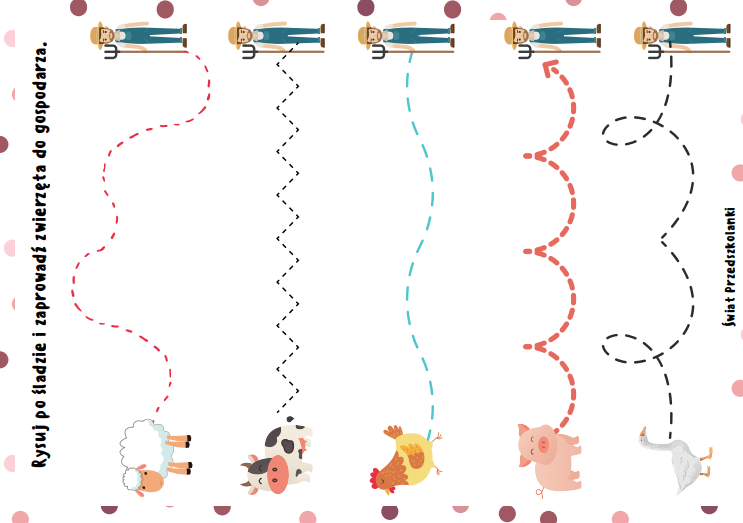 Rysuj po śladzie i zaprowadź zwierzęta do gospodarza.
Świat Przedszkolanki